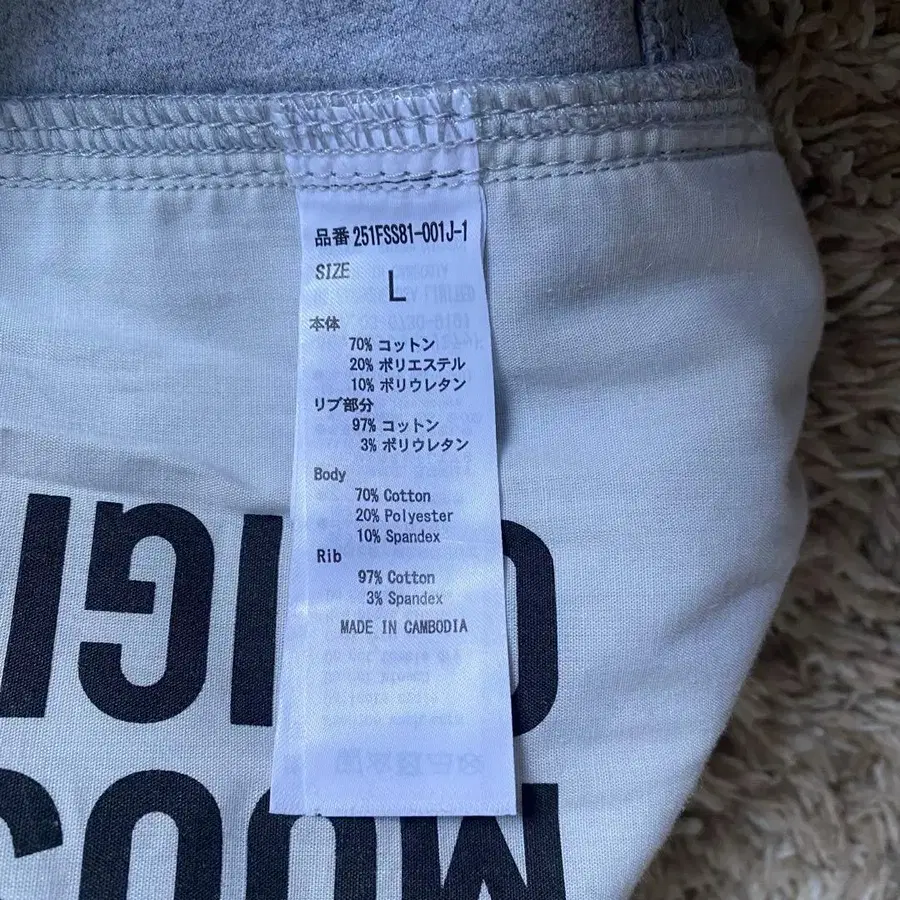 品番 251FSS81-001J-1
SIZE L
本体
70% コットン
20% ポリエステル
10% ポリウレタン
リブ部分
97% コットン
3% ポリウレタン
Body
70% Cotton
20% Polyester
10% Spandex
Rib
97% Cotton
3% Spandex
MADE IN CAMBODIA